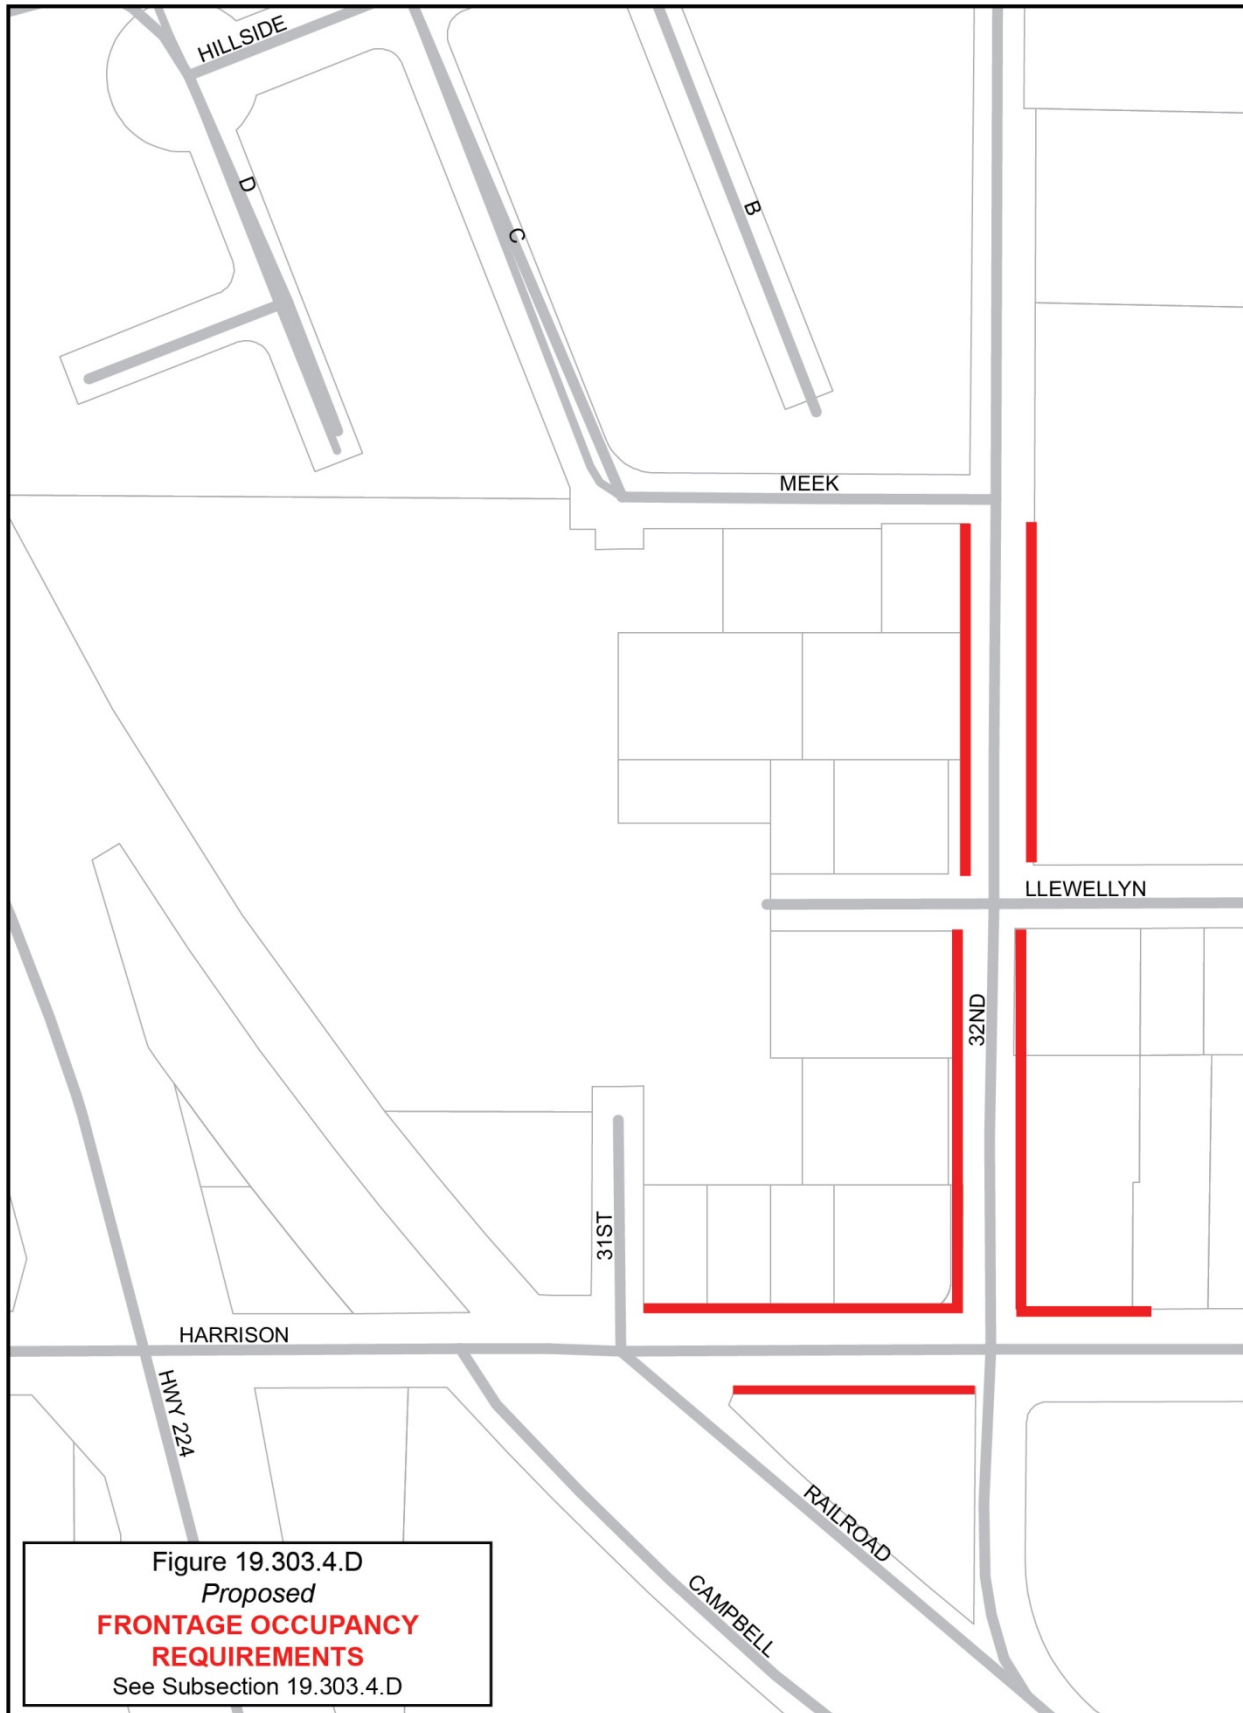 HILLSIDE
D
C
B
MEEK
LLEWELLYN
32ND
31ST
HARRISON
HWY 224
RAILROAD
CAMPBELL
Figure 19.303.4.D
Proposed
FRONTAGE OCCUPANCY
REQUIREMENTS
See Subsection 19.303.4.D